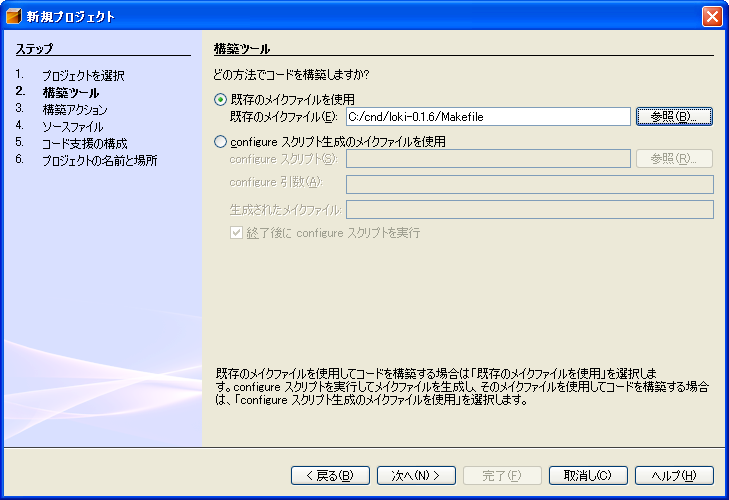 新規プロジェクト
ステップ
1. プロジェクトを選択
2. 構築ツール
3. 構築アクション
4. ソースファイル
5. コード支援の構成
6. プロジェクトの名前と場所
構築ツール
どの方法でコードを構築しますか?
既存のメイクファイルを使用
既存のメイクファイル(E): C:/cnd/loki-0.1.6/Makefile 参照(B)...
configure スクリプト生成のメイクファイルを使用
configure スクリプト(S): 参照(R)...
configure 引数(A):
生成されたメイクファイル:
終了後に configure スクリプトを実行
既存のメイクファイルを使用してコードを構築する場合は「既存のメイクファイルを使用」を選択しま
す。configure スクリプトを実行してメイクファイルを生成し、そのメイクファイルを使用してコードを構築する場合
は、「configure スクリプト生成のメイクファイルを使用」を選択します。
< 戻る(B) 次へ(N) > 完了(F) 取消し(C) ヘルプ(H)